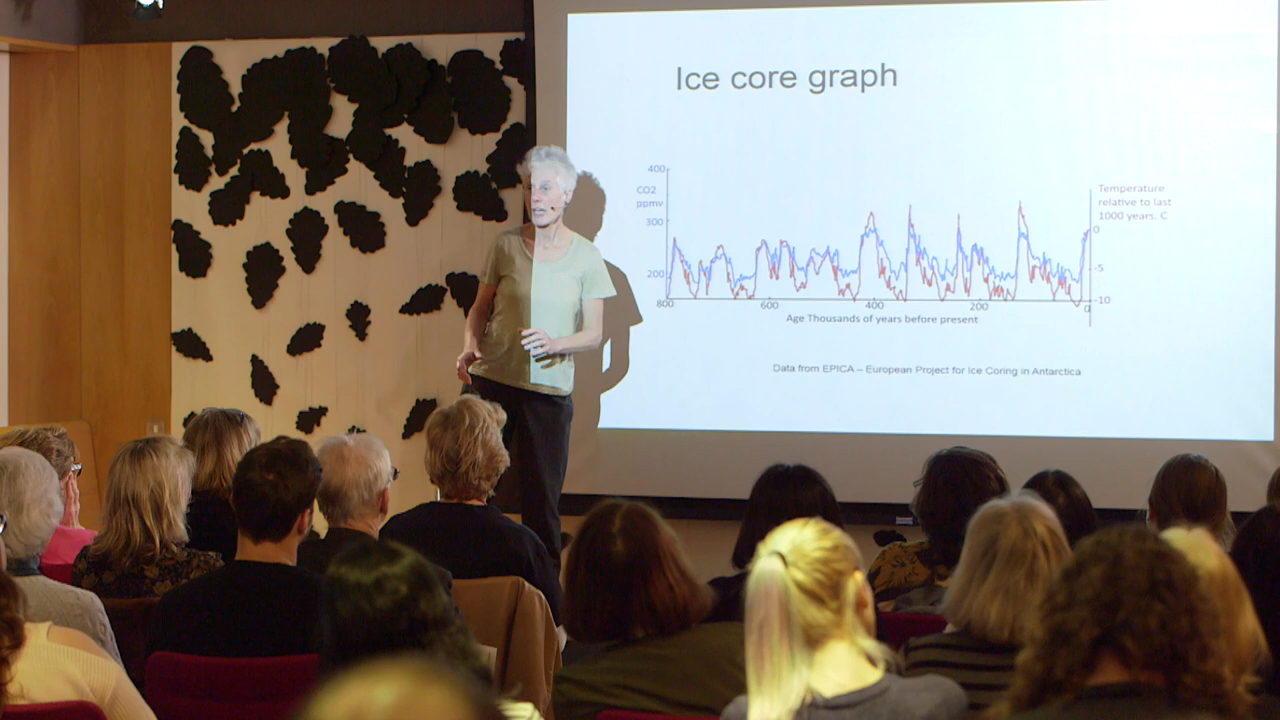 Ice core graph
400
CO2
ppmv
300
200
Temperature
relative to last
1000 years. C
0
-5
-10
800
600
400
200
0
Age Thousands of years before present
Data from EPICA – European Project for Ice Coring in Antarctica